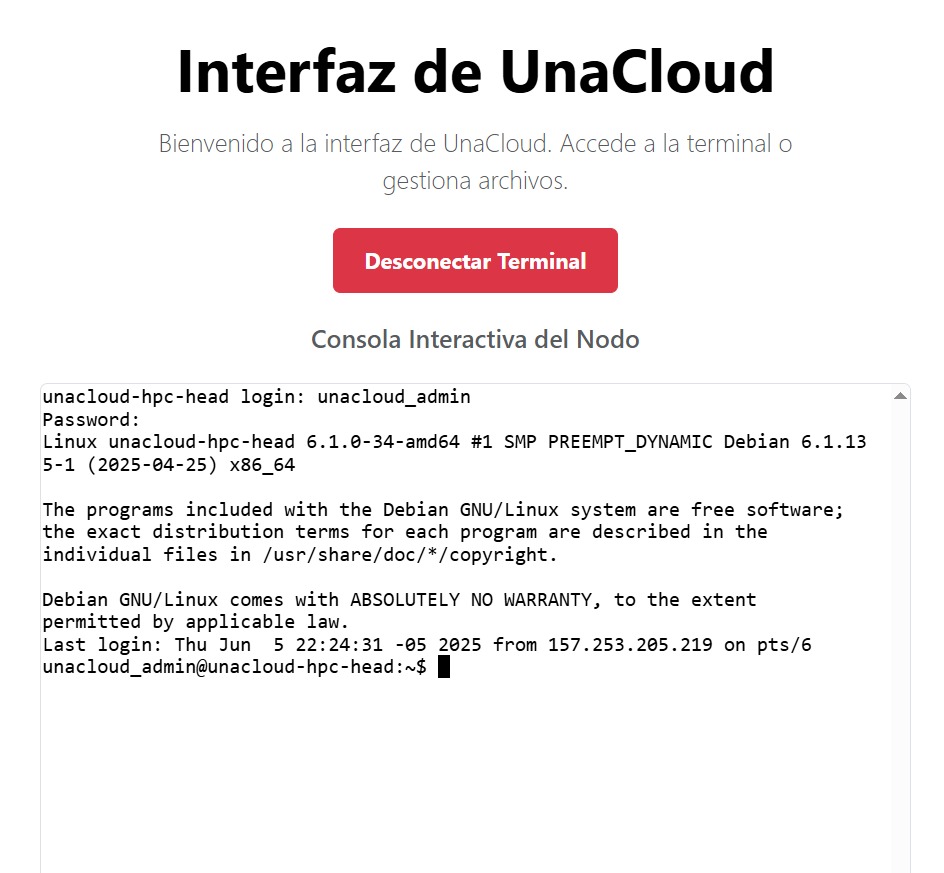 Interfaz de UnaCloud
Bienvenido a la interfaz de UnaCloud. Accede a la terminal o
gestiona archivos.
Desconectar Terminal
Consola Interactiva del Nodo
unacloud-hpc-head login: unacloud_admin
Password:
Linux unacloud-hpc-head 6.1.0-34-amd64 #1 SMP PREEMPT_DYNAMIC Debian 6.1.13
5-1 (2025-04-25) x86_64
The programs included with the Debian GNU/Linux system are free software;
the exact distribution terms for each program are described in the
individual files in /usr/share/doc/*/copyright.
Debian GNU/Linux comes with ABSOLUTELY NO WARRANTY, to the extent
permitted by applicable law.
Last login: Thu Jun  5 22:24:31 -05 2025 from 157.253.205.219 on pts/6
unacloud_admin@unacloud-hpc-head:~$